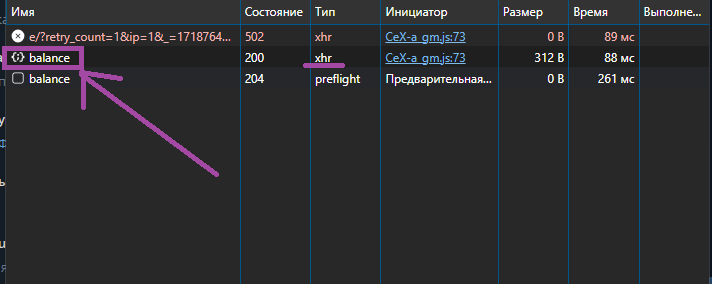 Имя Состояние Тип Инициатор Размер Время Выполне...
e/?retry_count=1&ip=1&_=1718764... 502 xhr CeX-a_gm.js:73 0 B 89 мс
balance 200 xhr CeX-a_gm.js:73 312 B 88 мс
balance 204 preflight Предварительная... 0 B 261 мс